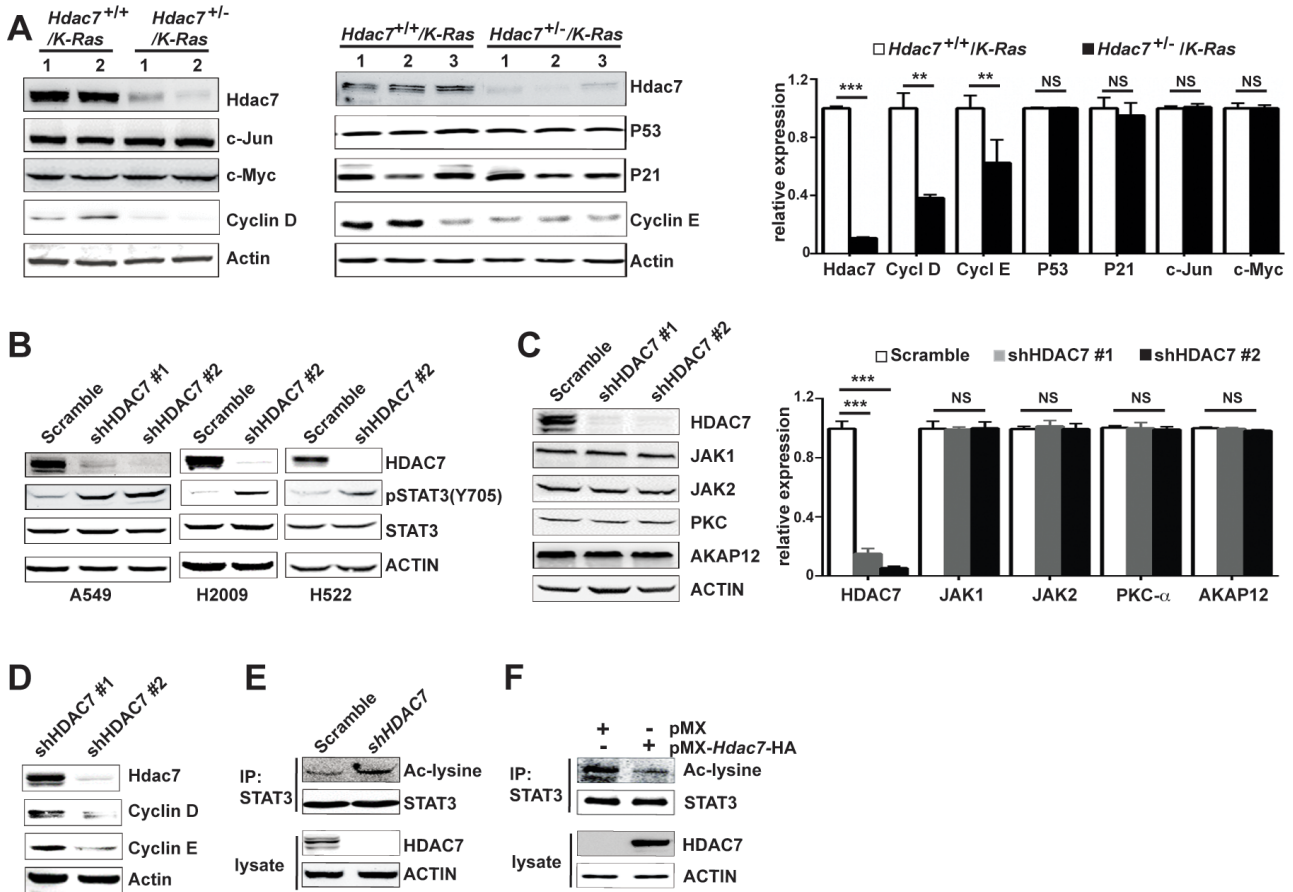 A
Hdac7+/+ /K-Ras
Hdac7+/- /K-Ras
1 2 1 2
Hdac7
c-Jun
c-Myc
Cyclin D
Actin
Hdac7+/+/K-Ras
Hdac7+/-/K-Ras
1 2 3 1 2 3
Hdac7
P53
P21
Cyclin E
Actin
Hdac7+/+/K-Ras
Hdac7+/- /K-Ras
relative expression
1.2
0.8
0.4
0
*** ** ** NS NS NS NS
Hdac7 Cycl D Cycl E P53 P21 c-Jun c-Myc
B
Scramble
shHDAC7 #1
shHDAC7 #2
Scramble
shHDAC7 #2
Scramble
shHDAC7 #2
HDAC7
pSTAT3(Y705)
STAT3
ACTIN
A549 H2009 H522
C
Scramble
shHDAC7 #1
shHDAC7 #2
HDAC7
JAK1
JAK2
PKC
AKAP12
ACTIN
Scramble
shHDAC7 #1
shHDAC7 #2
relative expression
1.2
0.8
0.4
0
***
***
NS NS NS NS
HDAC7 JAK1 JAK2 PKC-α AKAP12
D
shHDAC7 #1
shHDAC7 #2
Hdac7
Cyclin D
Cyclin E
Actin
E
Scramble
shHDAC7
IP:
STAT3
Ac-lysine
STAT3
lysate
HDAC7
ACTIN
F
+ - pMX
- + pMX-Hdac7-HA
IP:
STAT3
Ac-lysine
STAT3
lysate
HDAC7
ACTIN